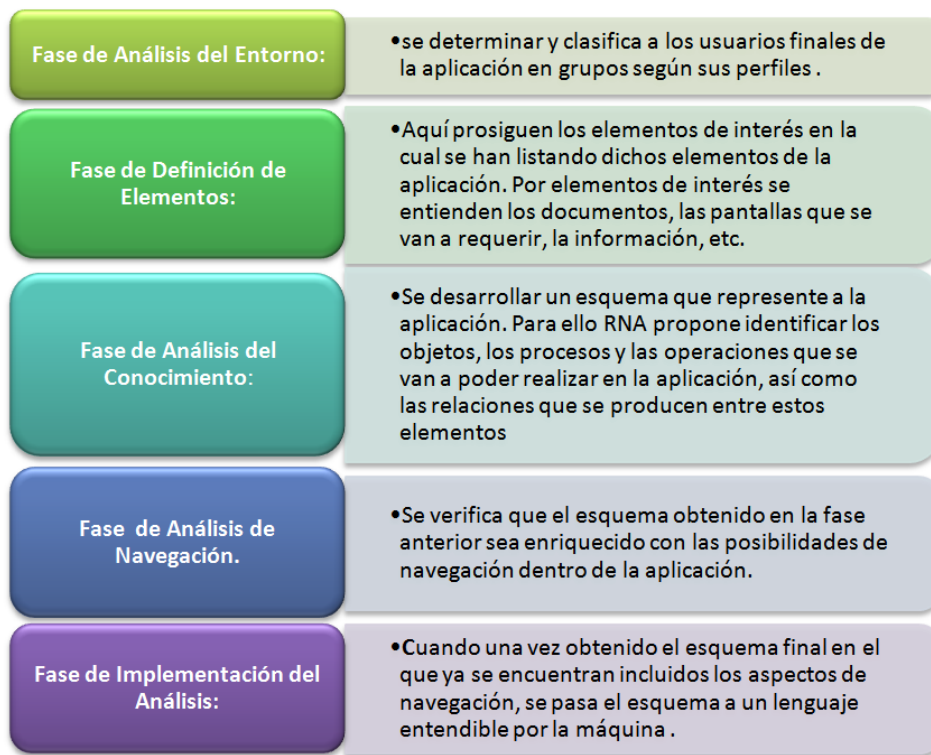 Fase de Análisis del Entorno:
•se determinar y clasifica a los usuarios finales de
la aplicación en grupos según sus perfiles .
Fase de Definición de
Elementos:
•Aquí prosiguen los elementos de interés en la
cual se han listando dichos elementos de la
aplicación. Por elementos de interés se
entienden los documentos, las pantallas que se
van a requerir, la información, etc.
Fase de Análisis del
Conocimiento:
•Se desarrollar un esquema que represente a la
aplicación. Para ello RNA propone identificar los
objetos, los procesos y las operaciones que se
van a poder realizar en la aplicación, así como
las relaciones que se producen entre estos
elementos
Fase de Análisis de
Navegación.
•Se verifica que el esquema obtenido en la fase
anterior sea enriquecido con las posibilidades de
navegación dentro de la aplicación.
Fase de Implementación del
Análisis:
•Cuando una vez obtenido el esquema final en el
que ya se encuentran incluidos los aspectos de
navegación, se pasa el esquema a un lenguaje
entendible por la máquina .